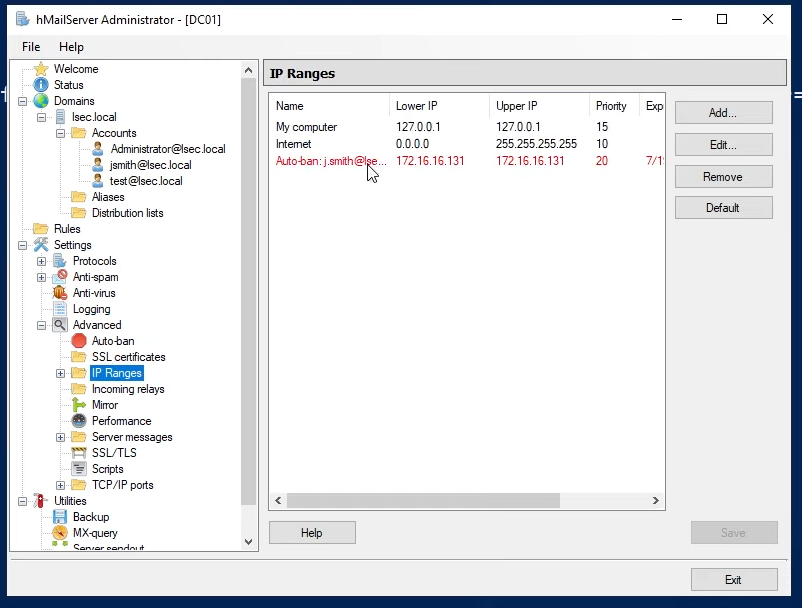 hMailServer Administrator - [DC01]
File Help
Welcome
Status
Domains
lsec.local
Accounts
Administrator@lsec.local
jsmith@lsec.local
test@lsec.local
Aliases
Distribution lists
Rules
Settings
Protocols
Anti-spam
Anti-virus
Logging
Advanced
Auto-ban
SSL certificates
IP Ranges
Incoming relays
Mirror
Performance
Server messages
SSL/TLS
Scripts
TCP/IP ports
Utilities
Backup
MX-query
Server sendout
IP Ranges
Name Lower IP Upper IP Priority Exp
My computer 127.0.0.1 127.0.0.1 15
Internet 0.0.0.0 255.255.255.255 10
Auto-ban: j.smith@lse... 172.16.16.131 172.16.16.131 20 7/1
Add...
Edit...
Remove
Default
Help
Save
Exit